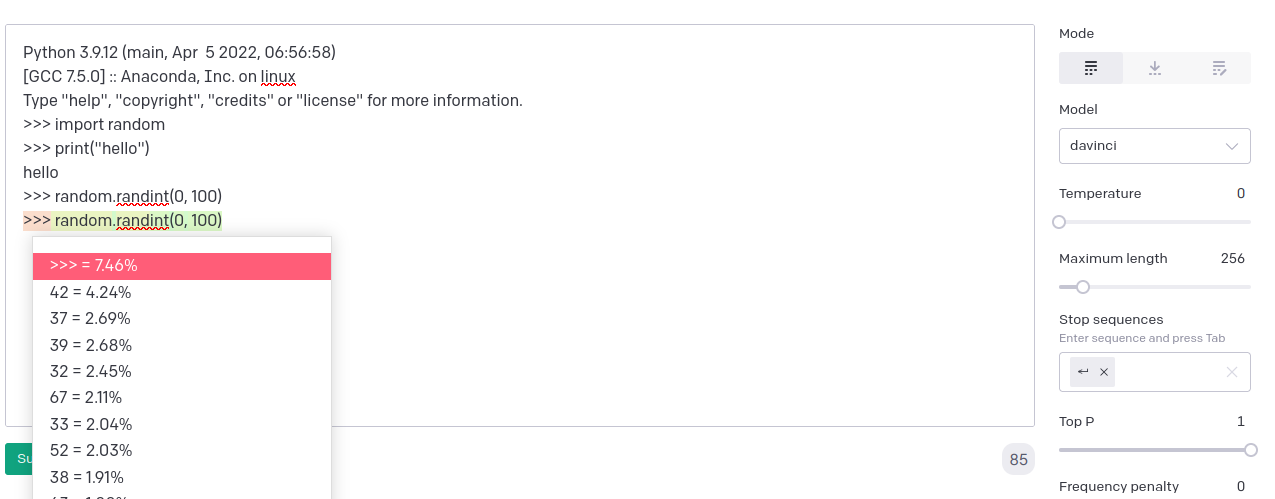 Python 3.9.12 (main, Apr  5 2022, 06:56:58)
[GCC 7.5.0] :: Anaconda, Inc. on linux
Type "help", "copyright", "credits" or "license" for more information.
>>> import random
>>> print("hello")
hello
>>> random.randint(0, 100)
>>> random.randint(0, 100)
>>> = 7.46%
42 = 4.24%
37 = 2.69%
39 = 2.68%
32 = 2.45%
67 = 2.11%
33 = 2.04%
52 = 2.03%
38 = 1.91%
Su
85
Mode
Model
davinci
Temperature 0
Maximum length 256
Stop sequences
Enter sequence and press Tab
↵ ×
Top P 1
Frequency penalty 0